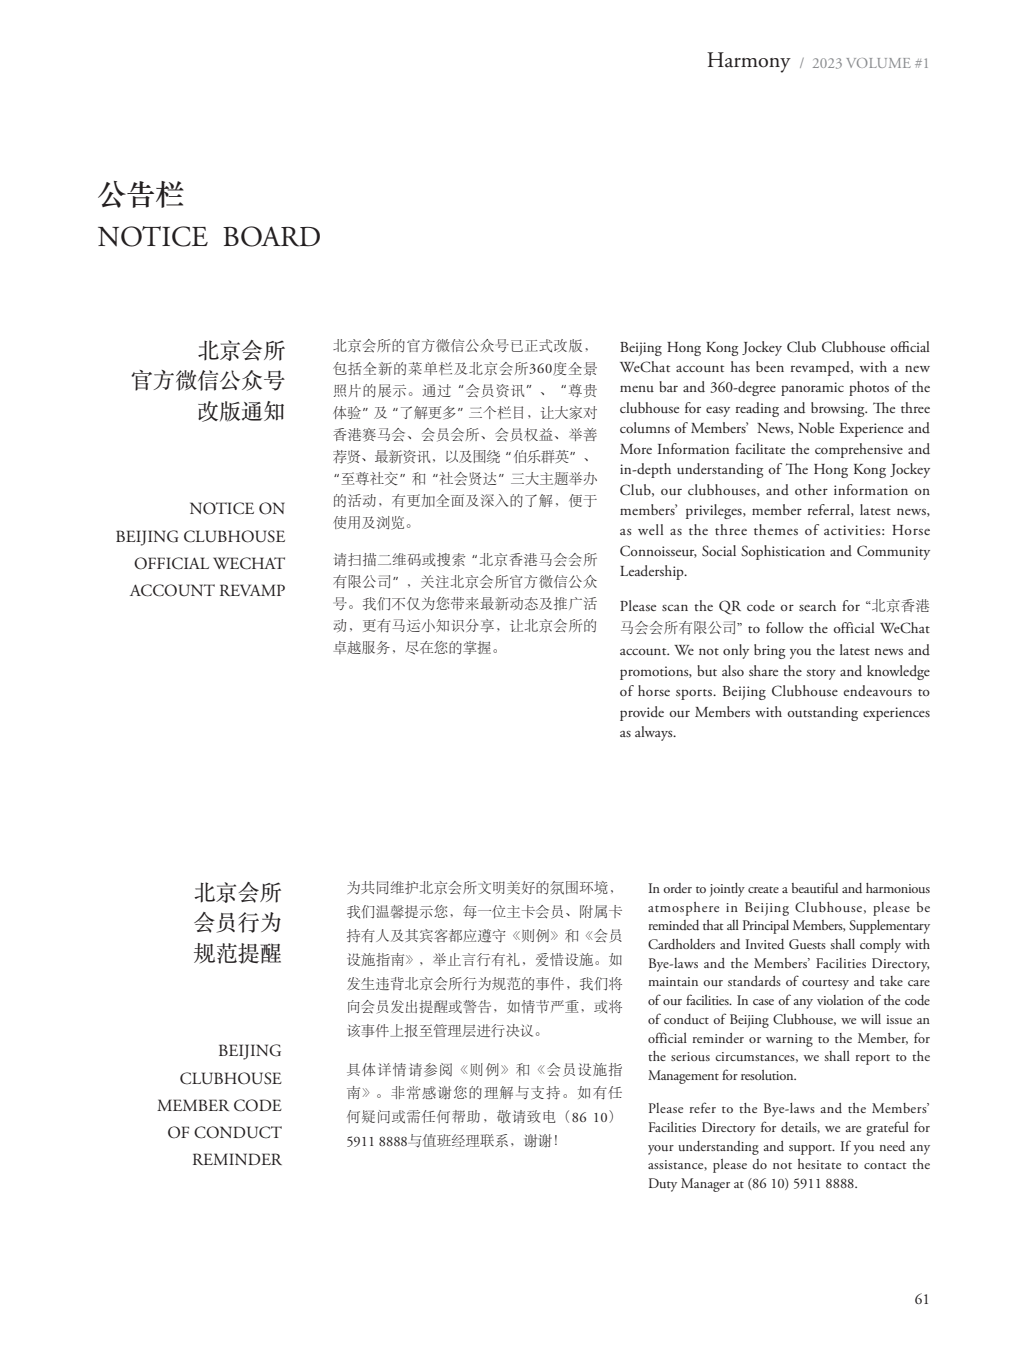 Harmony / 2023 VOLUME #1
公告栏
NOTICE BOARD
北京会所
官方微信公众号
改版通知
NOTICE ON
BEIJING CLUBHOUSE
OFFICIAL WECHAT
ACCOUNT REVAMP
北京会所的官方微信公众号已正式改版，
包括全新的菜单栏及北京会所360度全景
照片的展示。通过“会员资讯”、“尊贵
体验”及“了解更多”三个栏目，让大家对
香港赛马会、会员会所、会员权益、举善
荐贤、最新资讯，以及围绕“伯乐群英”、
“至尊社交”和“社会贤达”三大主题举办
的活动，有更加全面及深入的了解，便于
使用及浏览。
请扫描二维码或搜索“北京香港马会会所
有限公司”，关注北京会所官方微信公众
号。我们不仅为您带来最新动态及推广活
动，更有马运小知识分享，让北京会所的
卓越服务，尽在您的掌握。
Beijing Hong Kong Jockey Club Clubhouse official
WeChat account has been revamped, with a new
menu bar and 360-degree panoramic photos of the
clubhouse for easy reading and browsing. The three
columns of Members’ News, Noble Experience and
More Information facilitate the comprehensive and
in-depth understanding of The Hong Kong Jockey
Club, our clubhouses, and other information on
members’ privileges, member referral, latest news,
as well as the three themes of activities: Horse
Connoisseur, Social Sophistication and Community
Leadership.
Please scan the QR code or search for “北京香港
马会会所有限公司” to follow the official WeChat
account. We not only bring you the latest news and
promotions, but also share the story and knowledge
of horse sports. Beijing Clubhouse endeavours to
provide our Members with outstanding experiences
as always.
北京会所
会员行为
规范提醒
BEIJING
CLUBHOUSE
MEMBER CODE
OF CONDUCT
REMINDER
为共同维护北京会所文明美好的氛围环境，
我们温馨提示您，每一位主卡会员、附属卡
持有人及其宾客都应遵守《则例》和《会员
设施指南》，举止言行有礼，爱惜设施。如
发生违背北京会所行为规范的事件，我们将
向会员发出提醒或警告，如情节严重，或将
该事件上报至管理层进行决议。
具体详情请参阅《则例》和《会员设施指
南》。非常感谢您的理解与支持。如有任
何疑问或需任何帮助，敬请致电（86 10）
5911 8888与值班经理联系，谢谢！
In order to jointly create a beautiful and harmonious
atmosphere in Beijing Clubhouse, please be
reminded that all Principal Members, Supplementary
Cardholders and Invited Guests shall comply with
Bye-laws and the Members’ Facilities Directory,
maintain our standards of courtesy and take care
of our facilities. In case of any violation of the code
of conduct of Beijing Clubhouse, we will issue an
official reminder or warning to the Member, for
the serious circumstances, we shall report to the
Management for resolution.
Please refer to the Bye-laws and the Members’
Facilities Directory for details, we are grateful for
your understanding and support. If you need any
assistance, please do not hesitate to contact the
Duty Manager at (86 10) 5911 8888.
61